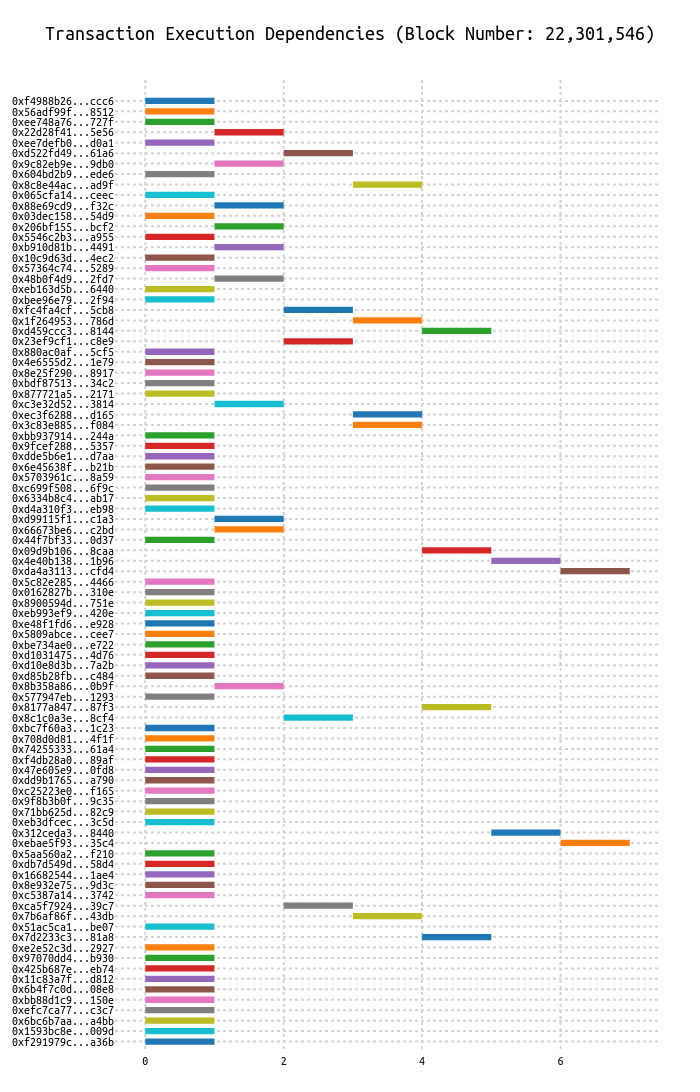 Transaction Execution Dependencies (Block Number: 22,301,546)
0xf4988b26...ccc6
0x56adf99f...8512
0xee748a76...727f
0x22d28f41...5e56
0xee7defb0...d0a1
0xd522fd49...61a6
0x9c82eb9e...9db0
0x604bd2b9...ede6
0x8c8e44ac...ad9f
0x065cfa14...ceec
0x88e69cd9...f32c
0x03dec158...54d9
0x206bf155...bcf2
0x5546c2b3...a955
0xb910d81b...4491
0x10c9d63d...4ec2
0x57364c74...5289
0x48b0f4d9...2fd7
0xeb163d5b...6440
0xbee96e79...2f94
0xfc4fa4cf...5cb8
0x1f264953...786d
0xd459ccc3...8144
0x23ef9cf1...c8e9
0x880ac0af...5cf5
0x4e6555d2...1e79
0x8e25f290...8917
0xbdf87513...34c2
0x877721a5...2171
0xc3e32d52...3814
0xec3f6288...d165
0x3c83e885...f084
0xbb937914...244a
0x9fcef288...5357
0xdde5b6e1...d7aa
0x6e45638f...b21b
0x5703961c...8a59
0xc699f508...6f9c
0x6334b8c4...ab17
0xd4a310f3...eb98
0xd99115f1...c1a3
0x66673be6...c2bd
0x44f7bf33...0d37
0x09d9b106...8caa
0x4e40b138...1b96
0xda4a3113...cfd4
0x5c82e285...4466
0x0162827b...310e
0x8900594d...751e
0xeb993ef9...420e
0xe48f1fd6...e928
0x5809abce...cee7
0xbe734ae0...e722
0xd1031475...4d76
0xd10e8d3b...7a2b
0xd85b28fb...c484
0x8b358a86...0b9f
0x577947eb...1293
0x8177a847...87f3
0x8c1c0a3e...8cf4
0xbc7f60a3...1c23
0x708d0d81...4f1f
0x74255333...61a4
0xf4db28a0...89af
0x47e605e9...0fd8
0xdd9b1765...a790
0xc25223e0...f165
0x9f8b3b0f...9c35
0x71bb625d...82c9
0xeb3dfcec...3c5d
0x312ceda3...8440
0xebae5f93...35c4
0x5aa560a2...f210
0xdb7d549d...58d4
0x16682544...1ae4
0x8e932e75...9d3c
0xc5387a14...3742
0xca5f7924...39c7
0x7b6af86f...43db
0x51ac5ca1...be07
0x7d2233c3...81a8
0xe2e52c3d...2927
0x97070dd4...b930
0x425b687e...eb74
0x11c83a7f...d812
0x6b4f7c0d...08e8
0xbb88d1c9...150e
0xefc7ca77...c3c7
0x6bc6b7aa...a4bb
0x1593bc8e...009d
0xf291979c...a36b
0 2 4 6